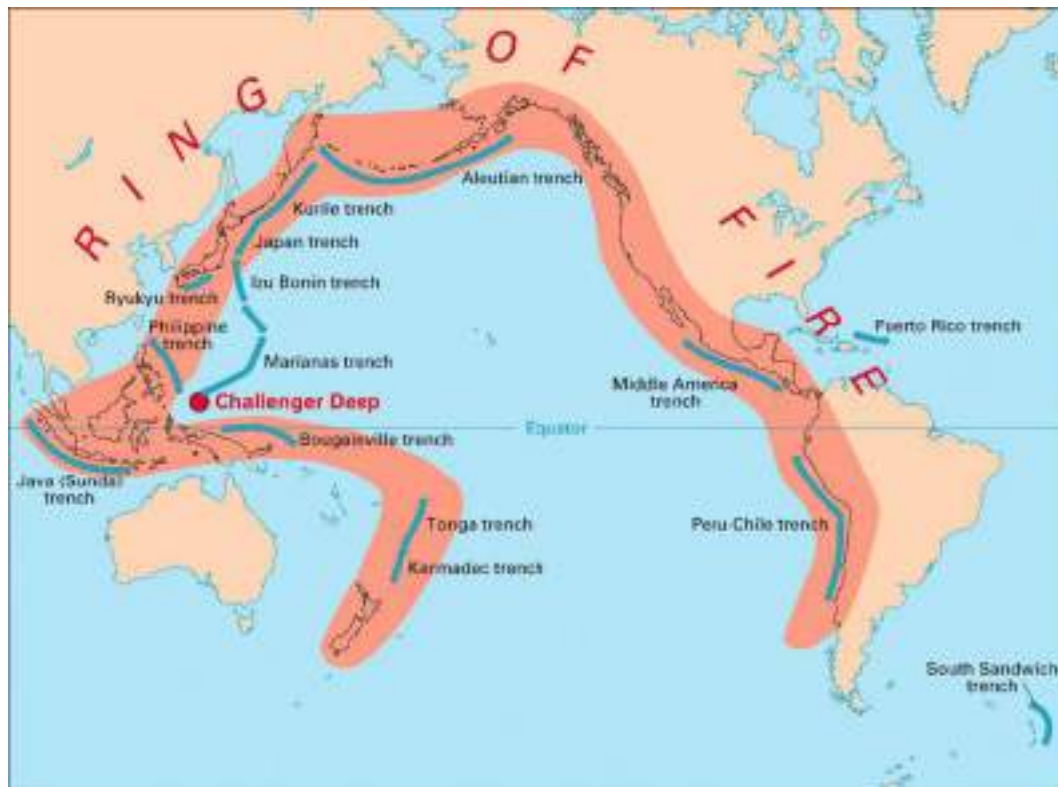 RING OF FIRE
Aleutian trench
Kurile trench
Japan trench
Izu Bonin trench
Ryukyu trench
Philippine
trench
Marianas trench
Challenger Deep
Bougainville trench
Equator
Java (Sunda)
trench
Tonga trench
Kermadec trench
Middle America
trench
Puerto Rico trench
Peru-Chile trench
South Sandwich
trench